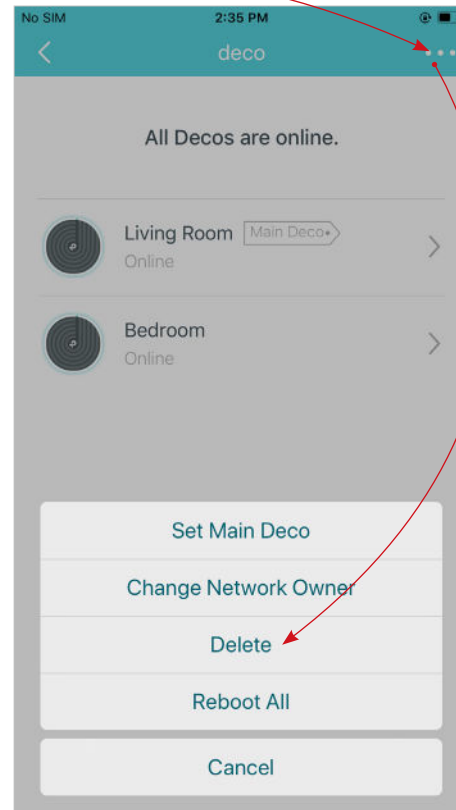 No SIM 2:35 PM
deco
All Decos are online.
Living Room Main Deco
Online
Bedroom
Online
Set Main Deco
Change Network Owner
Delete
Reboot All
Cancel